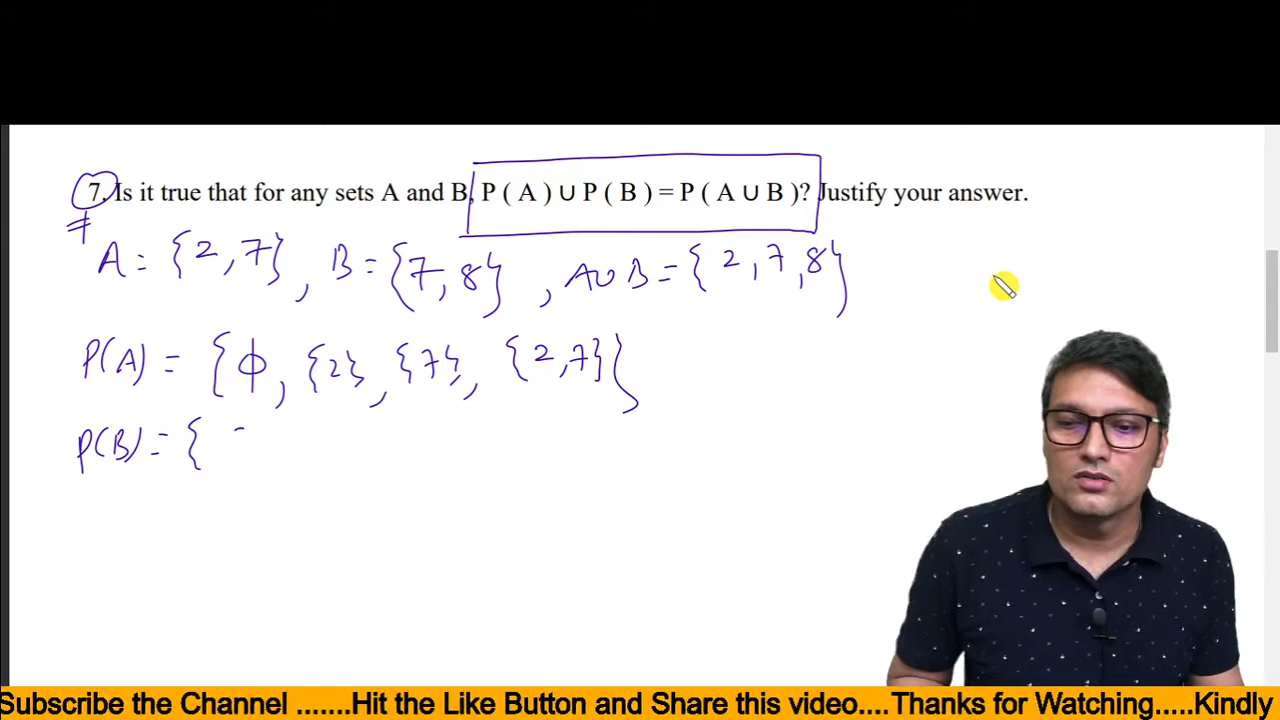 7. Is it true that for any sets A and B, P ( A ) ∪ P ( B ) = P ( A ∪ B )? Justify your answer.
A = {2, 7}, B = {7, 8}, A∪B = {2, 7, 8}
P(A) = {ϕ, {2}, {7}, {2,7}}
P(B) = {
Subscribe the Channel .......Hit the Like Button and Share this video....Thanks for Watching.....Kindly